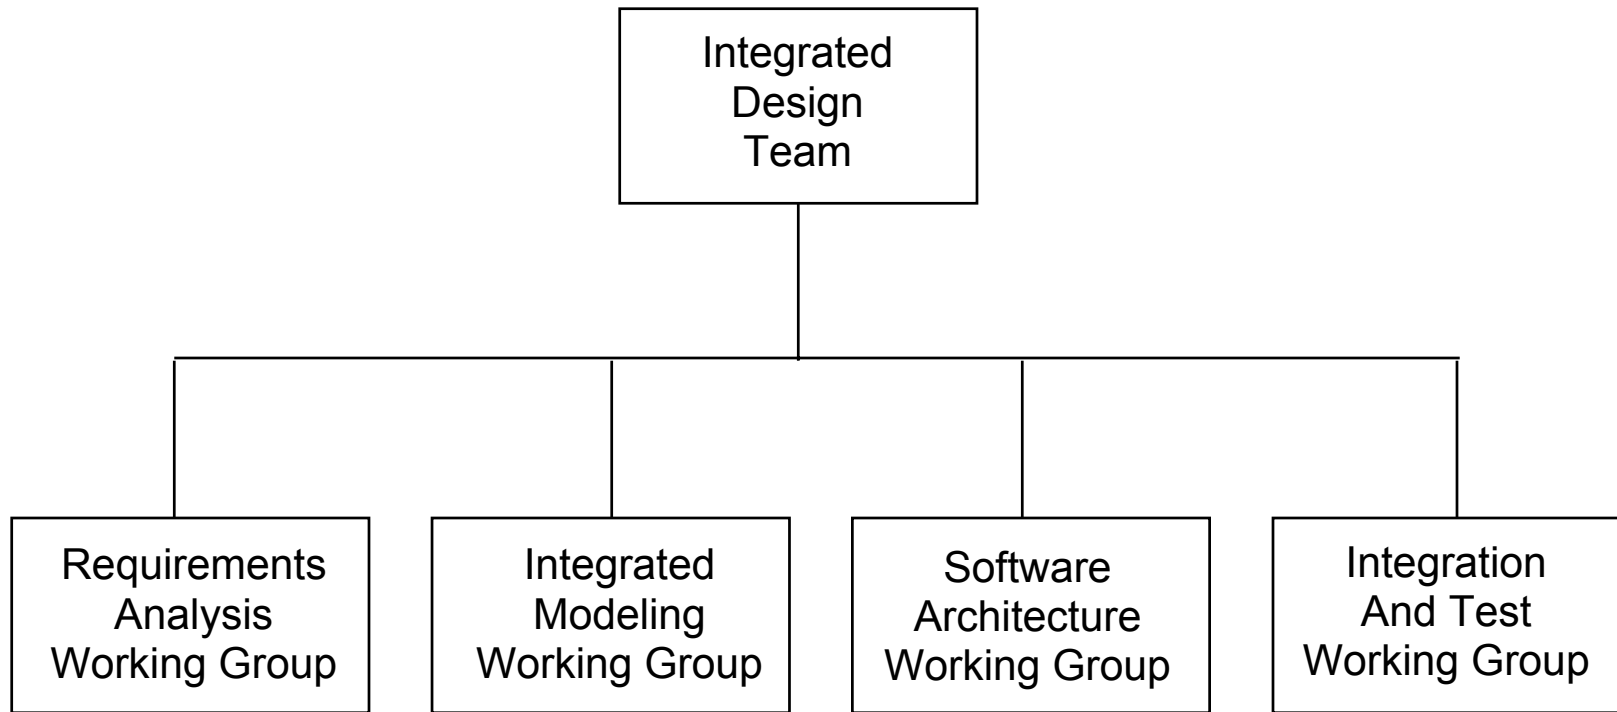 Integrated
Design
Team
Requirements
Analysis
Working Group
Integrated
Modeling
Working Group
Software
Architecture
Working Group
Integration
And Test
Working Group